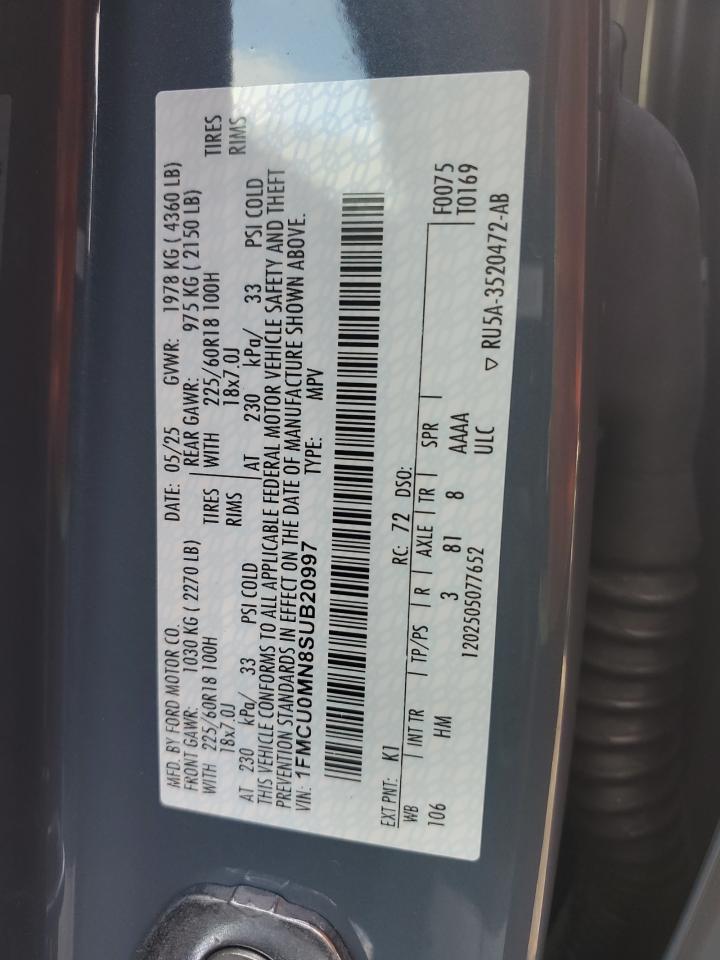 MFD. BY FORD MOTOR CO. DATE: 05/25 GVWR: 1978 KG ( 4360 LB)
FRONT GAWR: 1030 KG ( 2270 LB) REAR GAWR: 975 KG ( 2150 LB)
WITH 225/60R18 100H TIRES WITH 225/60R18 100H TIRES
18x7.0J RIMS 18x7.0J RIMS
AT 230 kPa/ 33 PSI COLD AT 230 kPa/ 33 PSI COLD
THIS VEHICLE CONFORMS TO ALL APPLICABLE FEDERAL MOTOR VEHICLE SAFETY AND THEFT
PREVENTION STANDARDS IN EFFECT ON THE DATE OF MANUFACTURE SHOWN ABOVE.
VIN: 1FMCU0MN8SUB20997 TYPE: MPV
EXT PNT: K1 RC: 72 DSO:
WB INT TR TP/PS R AXLE TR SPR F0075
106 HM 3 81 8 AAAA T0169
1202505077652 ULC
▽ RU5A-3520472-AB